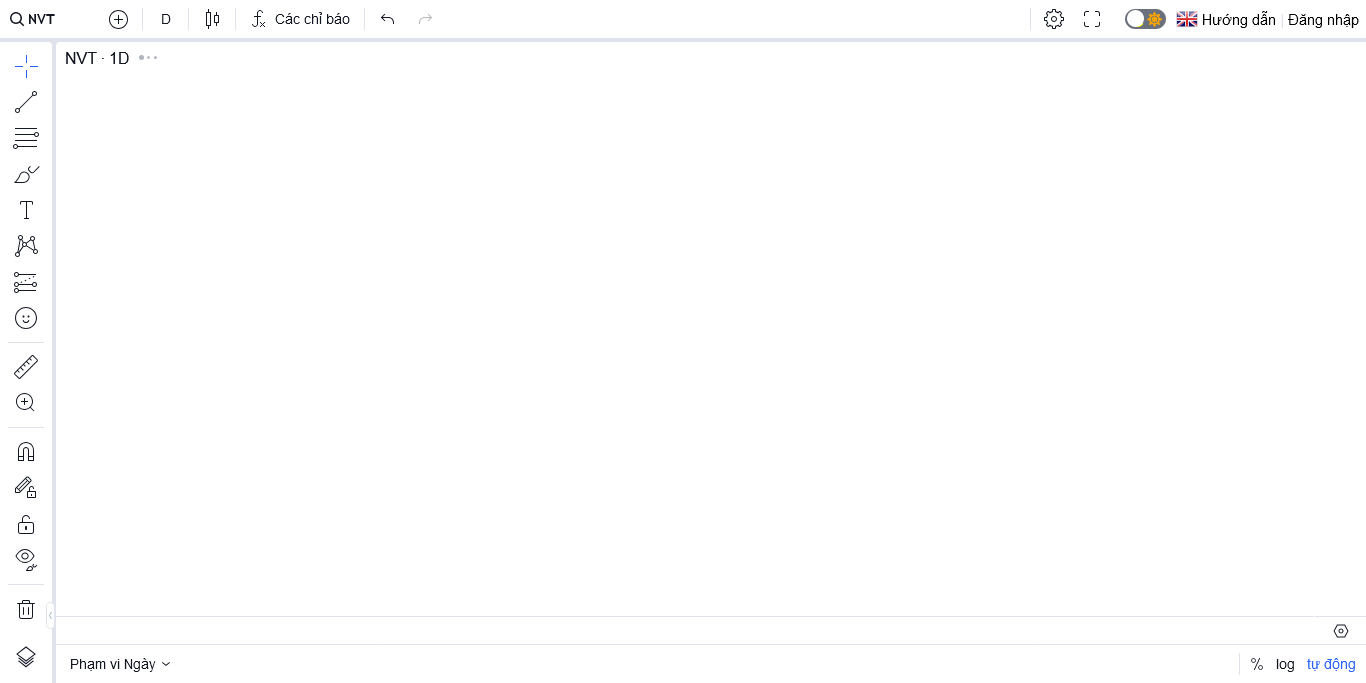 NVT D Các chỉ báo Hướng dẫn Đăng nhập
NVT · 1D
Phạm vi Ngày % log tự động